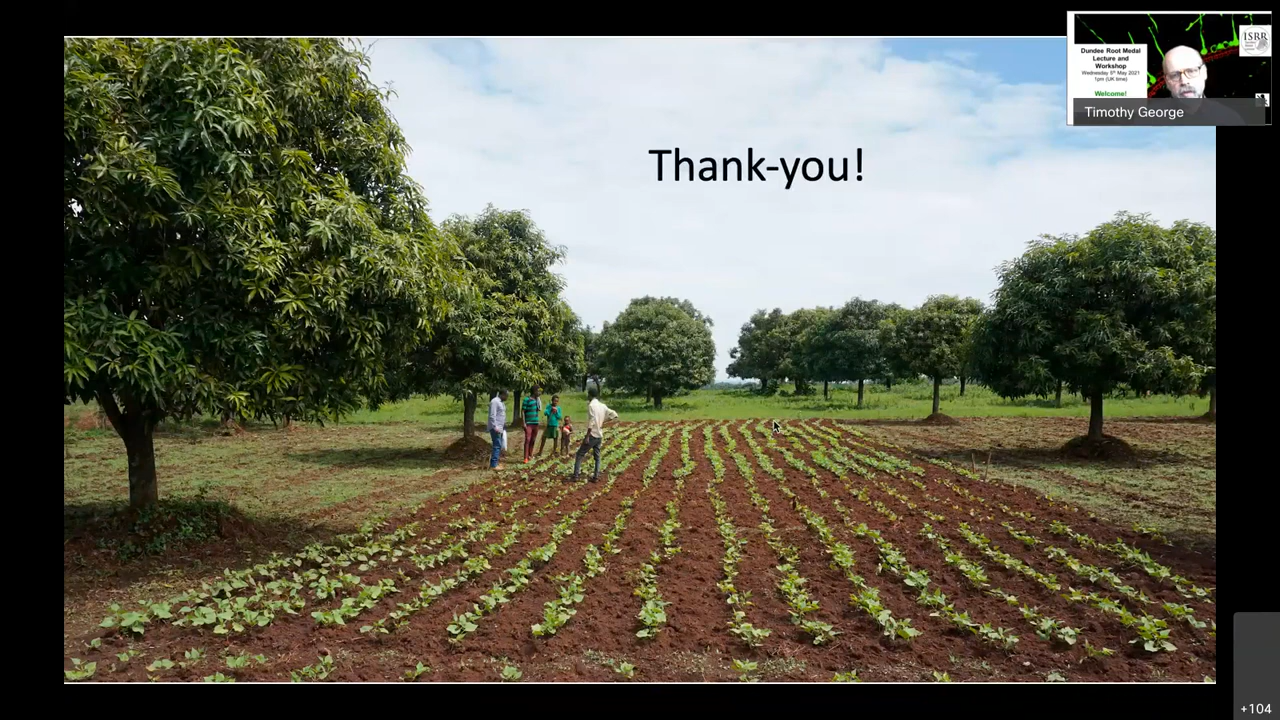 Thank-you!
Dundee Root Medal
Lecture and
Workshop
Wednesday 5th May 2021
1pm (UK time)
Welcome!
ISRR
Timothy George
+104